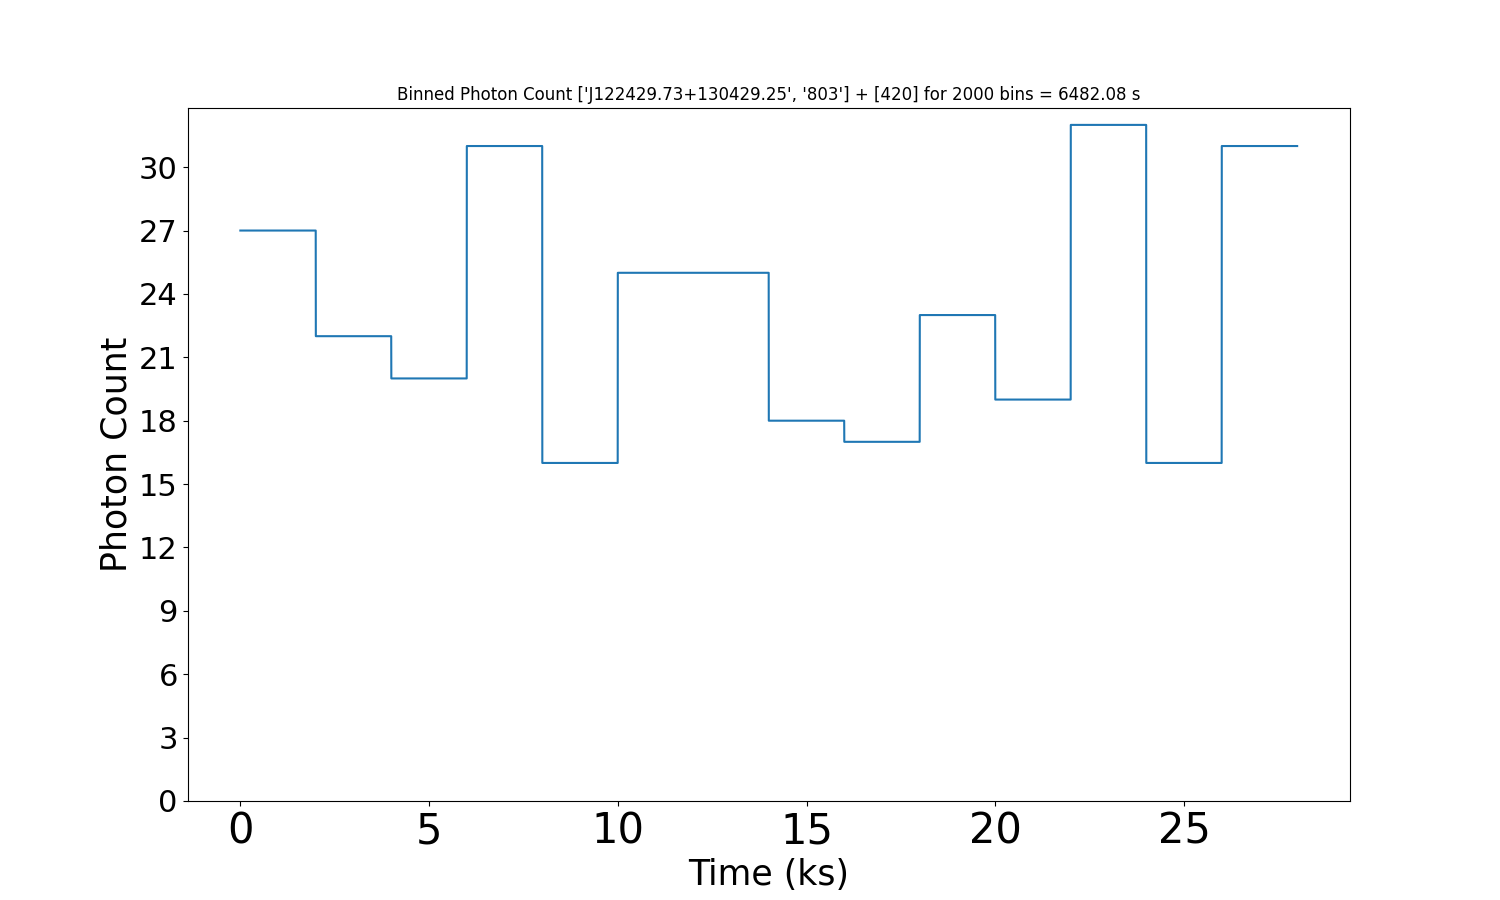 Binned Photon Count ['J122429.73+130429.25', '803'] + [420] for 2000 bins = 6482.08 s
30
27
24
21
18
15
12
9
6
3
0
Photon Count
0 5 10 15 20 25
Time (ks)